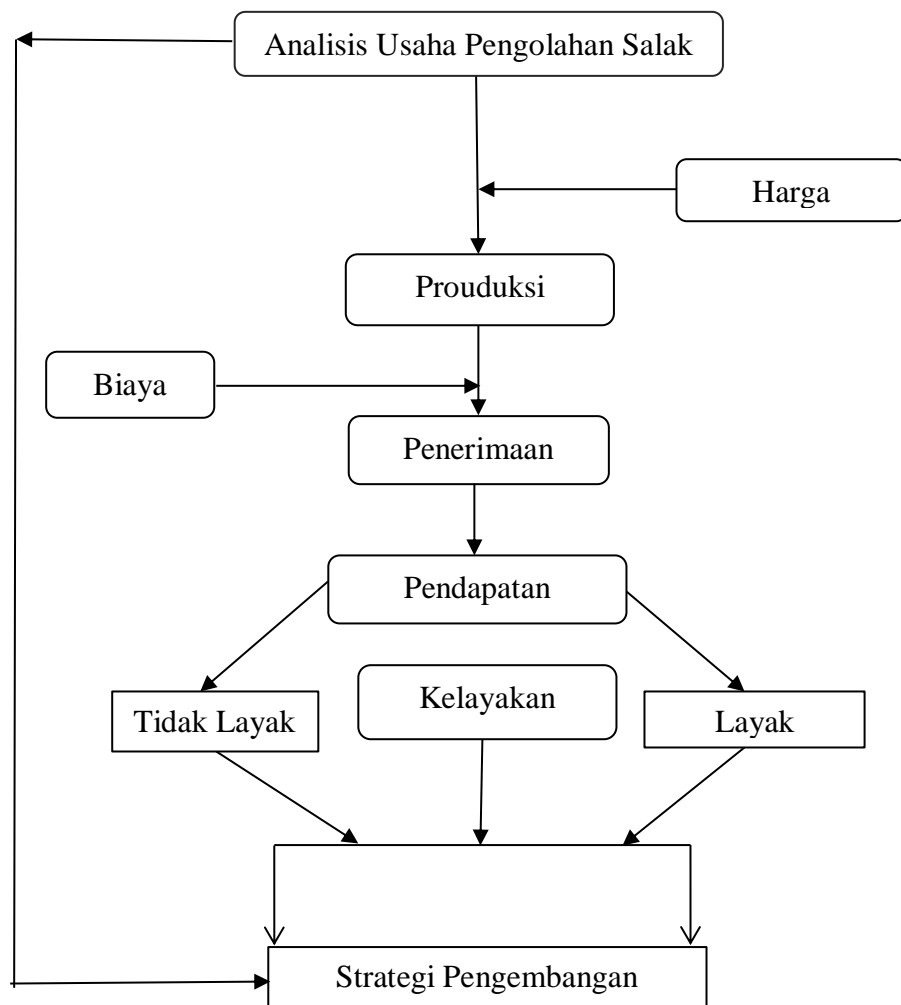 Analisis Usaha Pengolahan Salak
Harga
Prouduksi
Biaya
Penerimaan
Pendapatan
Tidak Layak
Kelayakan
Layak
Strategi Pengembangan